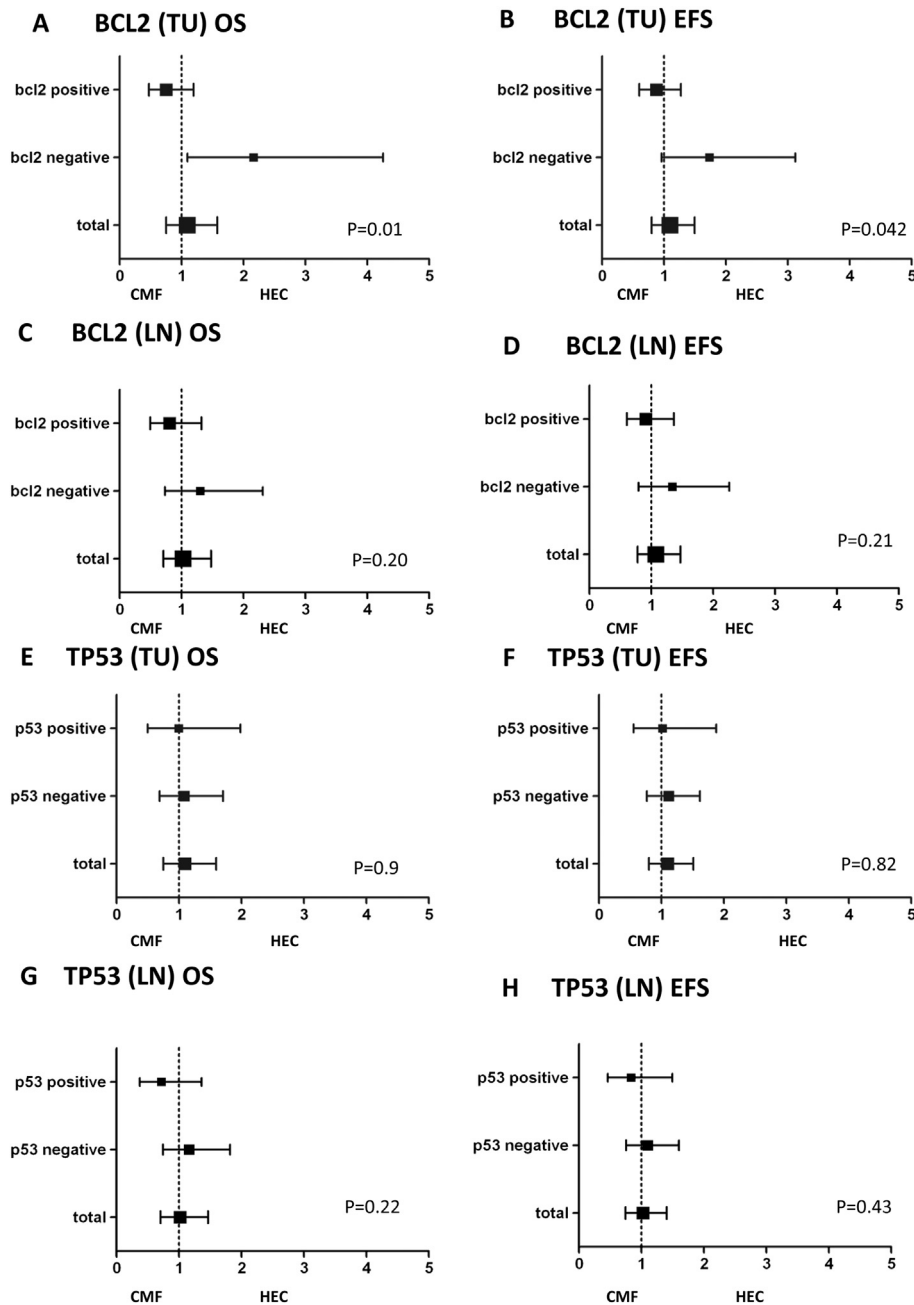 A BCL2 (TU) OS
bcl2 positive
bcl2 negative
total
P=0.01
0 1 2 3 4 5
CMF HEC
B BCL2 (TU) EFS
bcl2 positive
bcl2 negative
total
P=0.042
0 1 2 3 4 5
CMF HEC
C BCL2 (LN) OS
bcl2 positive
bcl2 negative
total
P=0.20
0 1 2 3 4 5
CMF HEC
D BCL2 (LN) EFS
bcl2 positive
bcl2 negative
total
P=0.21
0 1 2 3 4 5
CMF HEC
E TP53 (TU) OS
p53 positive
p53 negative
total
P=0.9
0 1 2 3 4 5
CMF HEC
F TP53 (TU) EFS
p53 positive
p53 negative
total
P=0.82
0 1 2 3 4 5
CMF HEC
G TP53 (LN) OS
p53 positive
p53 negative
total
P=0.22
0 1 2 3 4 5
CMF HEC
H TP53 (LN) EFS
p53 positive
p53 negative
total
P=0.43
0 1 2 3 4 5
CMF HEC